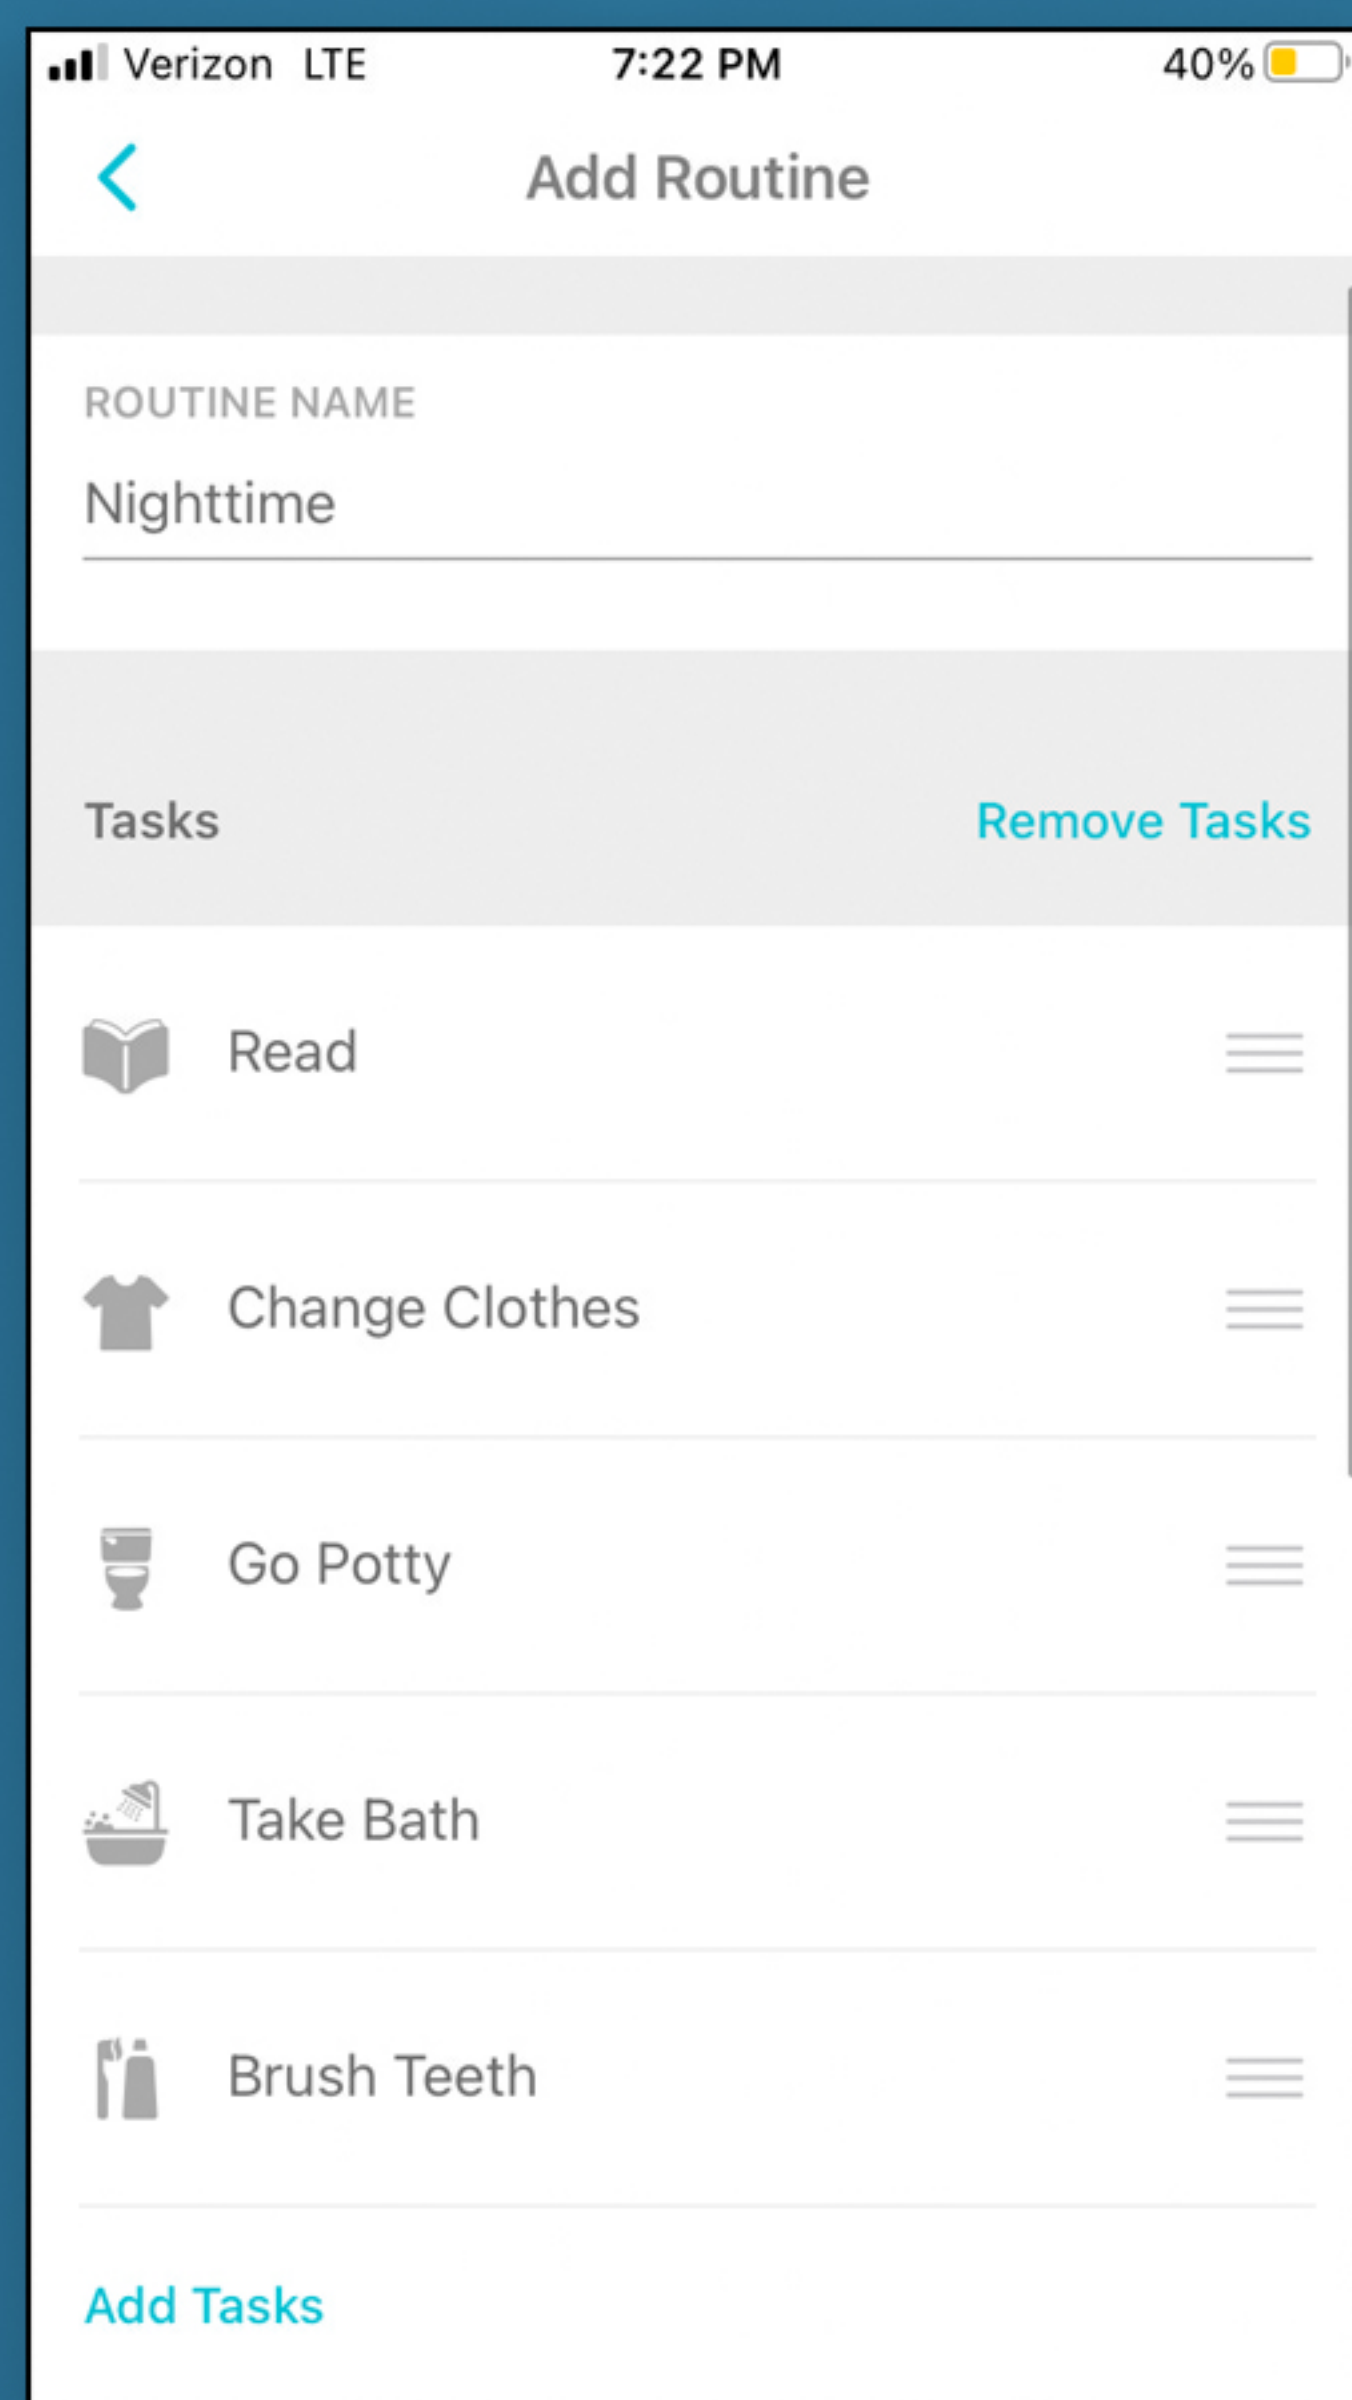 Verizon LTE 7:22 PM 40%
Add Routine
ROUTINE NAME
Nighttime
Tasks Remove Tasks
Read
Change Clothes
Go Potty
Take Bath
Brush Teeth
Add Tasks